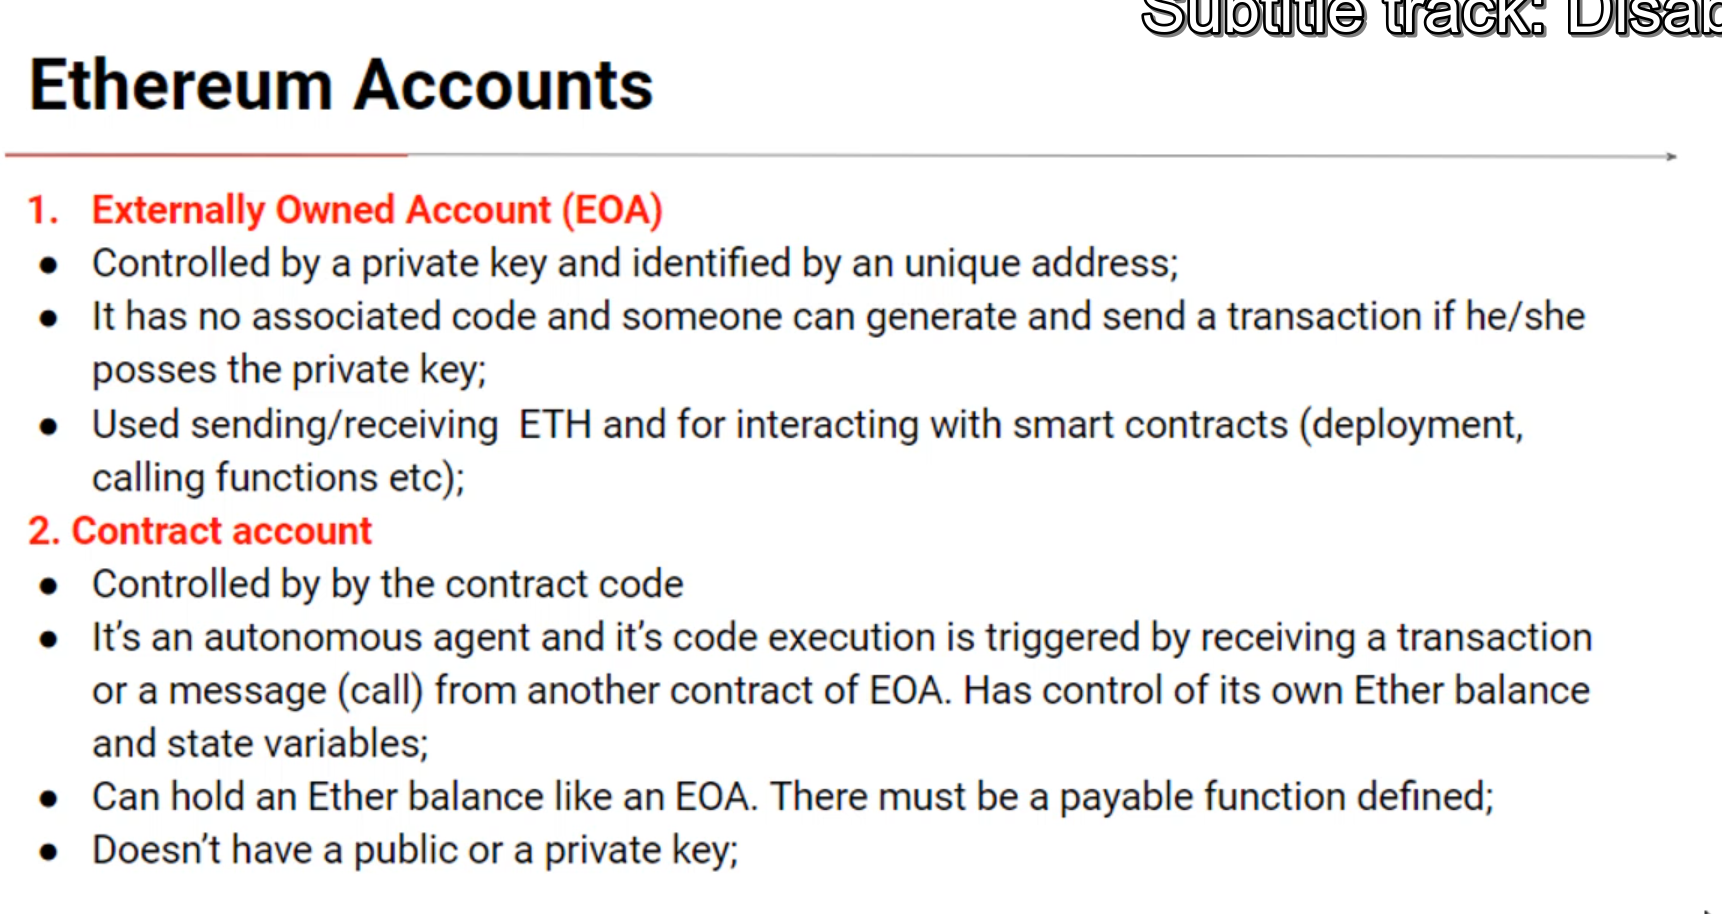 Subtitle track:
Ethereum Accounts
1. Externally Owned Account (EOA)
● Controlled by a private key and identified by an unique address;
● It has no associated code and someone can generate and send a transaction if he/she
posses the private key;
● Used sending/receiving  ETH and for interacting with smart contracts (deployment,
calling functions etc);
2. Contract account
● Controlled by by the contract code
● It’s an autonomous agent and it’s code execution is triggered by receiving a transaction
or a message (call) from another contract of EOA. Has control of its own Ether balance
and state variables;
● Can hold an Ether balance like an EOA. There must be a payable function defined;
● Doesn’t have a public or a private key;